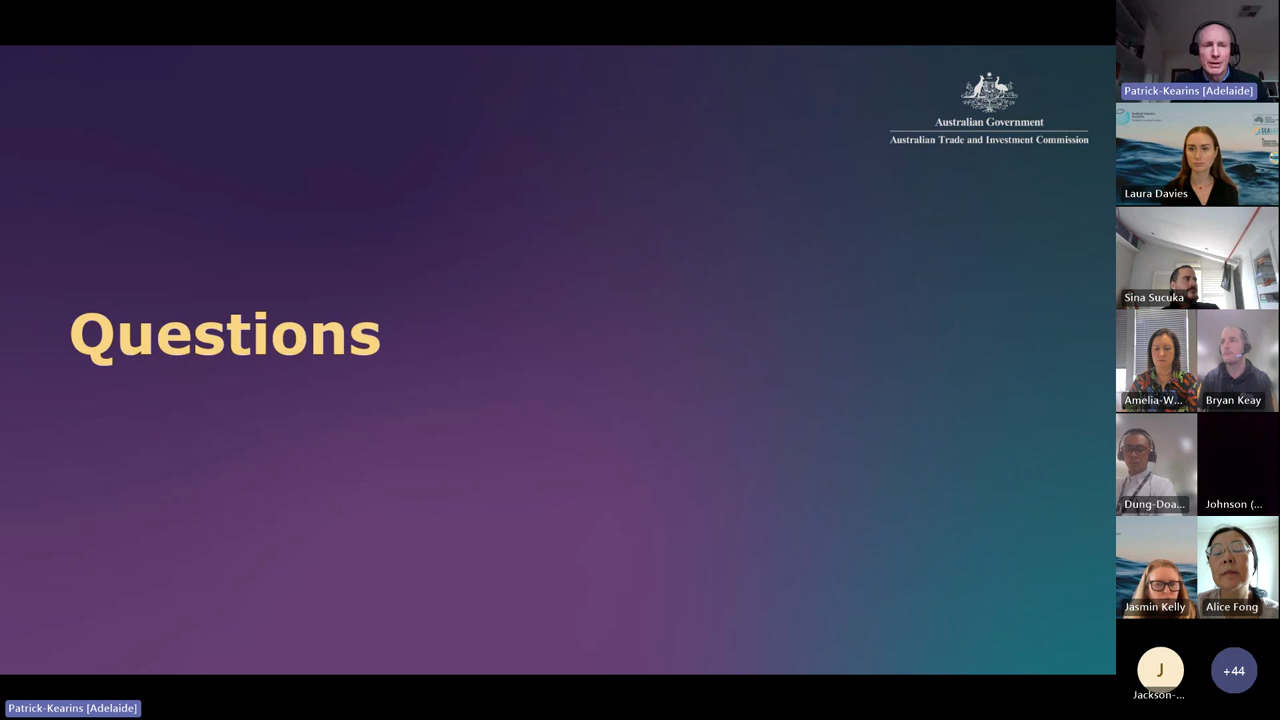 Australian Government
Australian Trade and Investment Commission
Questions
Patrick-Kearins [Adelaide]
Patrick-Kearins [Adelaide]
Laura Davies
Sina Sucuka
Amelia-W...
Bryan Keay
Dung-Doa...
Johnson (...
Jasmin Kelly
Alice Fong
J
+44
Jackson-...